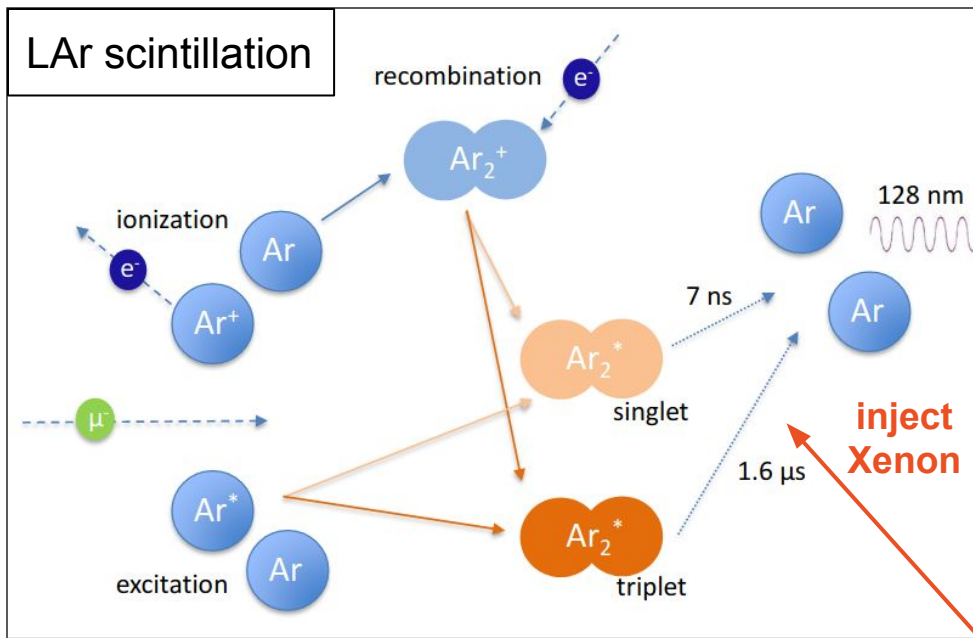 LAr scintillation
recombination
e⁻
Ar₂⁺
ionization
Ar
e⁻
Ar⁺
Ar
128 nm
Ar
7 ns
Ar₂*
singlet
μ⁻
inject
Xenon
1.6 μs
Ar*
Ar
excitation
Ar₂*
triplet